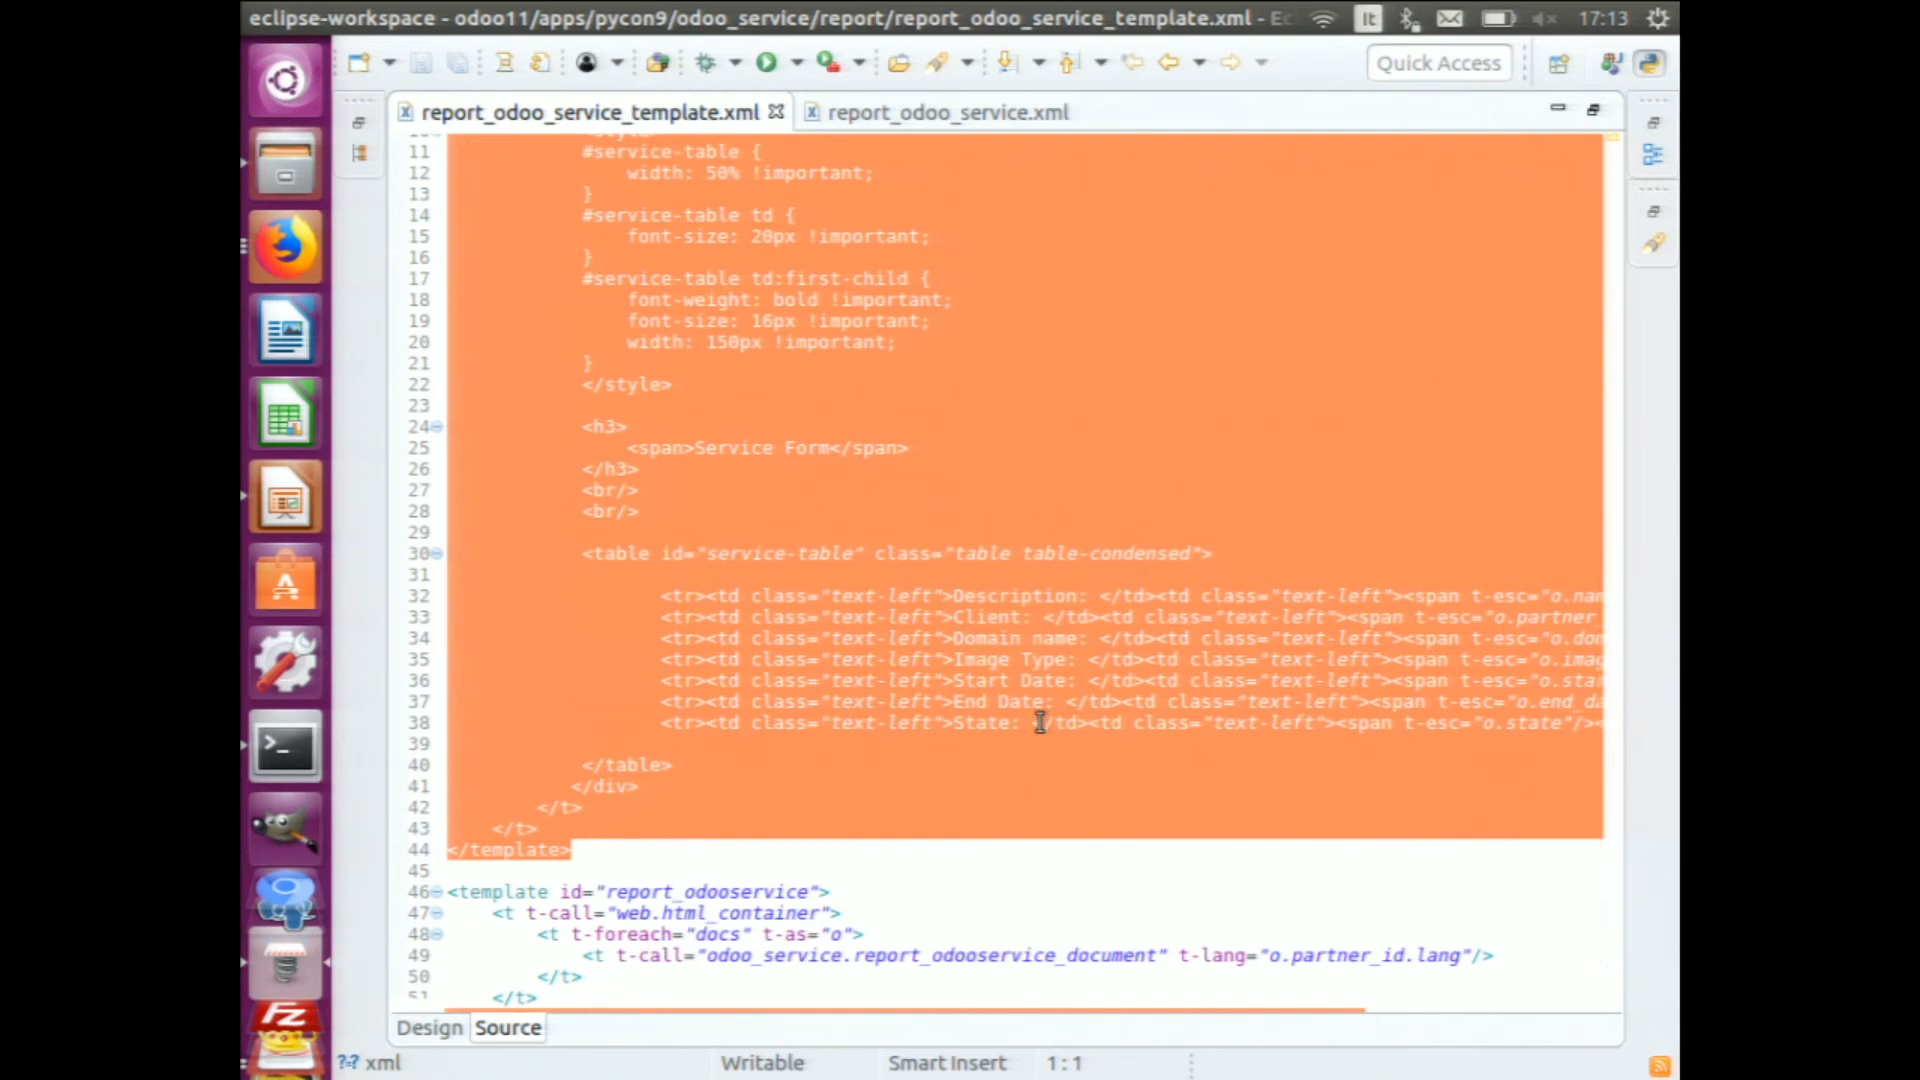 eclipse-workspace - odoo11/apps/pycon9/odoo_service/report/report_odoo_service_template.xml - Ec
It
17:13
Quick Access
report_odoo_service_template.xml
report_odoo_service.xml
11 #service-table {
12 width: 50% !important;
13 }
14 #service-table td {
15 font-size: 20px !important;
16 }
17 #service-table td:first-child {
18 font-weight: bold !important;
19 font-size: 16px !important;
20 width: 150px !important;
21 }
22 </style>
23
24 <h3>
25 <span>Service Form</span>
26 </h3>
27 <br/>
28 <br/>
29
30 <table id="service-table" class="table table-condensed">
31
32 <tr><td class="text-left">Description: </td><td class="text-left"><span t-esc="o.nam
33 <tr><td class="text-left">Client: </td><td class="text-left"><span t-esc="o.partner_
34 <tr><td class="text-left">Domain name: </td><td class="text-left"><span t-esc="o.dom
35 <tr><td class="text-left">Image Type: </td><td class="text-left"><span t-esc="o.imag
36 <tr><td class="text-left">Start Date: </td><td class="text-left"><span t-esc="o.star
37 <tr><td class="text-left">End Date: </td><td class="text-left"><span t-esc="o.end_da
38 <tr><td class="text-left">State: </td><td class="text-left"><span t-esc="o.state"/><
39
40 </table>
41 </div>
42 </t>
43 </t>
44 </template>
45
46 <template id="report_odooservice">
47 <t t-call="web.html_container">
48 <t t-foreach="docs" t-as="o">
49 <t t-call="odoo_service.report_odooservice_document" t-lang="o.partner_id.lang"/>
50 </t>
51 </t>
Design
Source
xml
Writable
Smart Insert
1 : 1